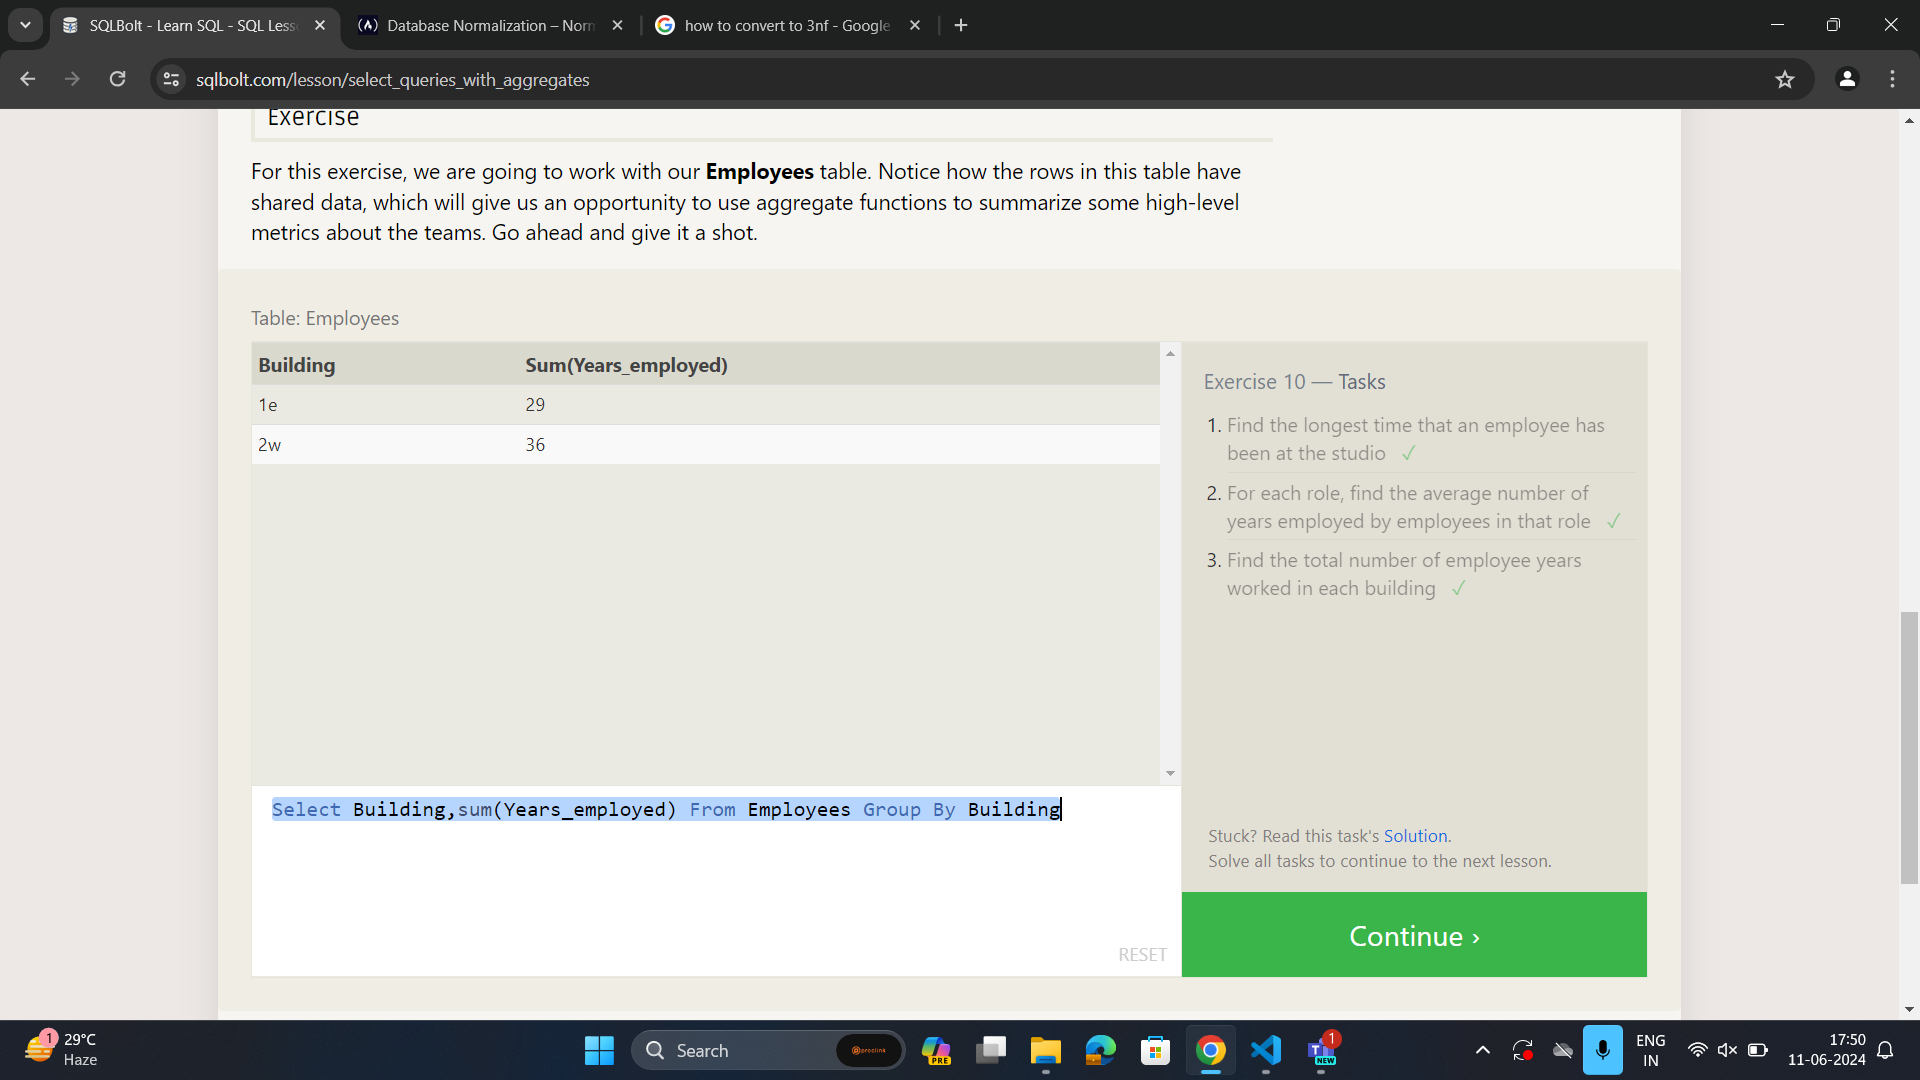 SQLBolt - Learn SQL - SQL Less
Database Normalization – Norm
how to convert to 3nf - Google
sqlbolt.com/lesson/select_queries_with_aggregates
Exercise
For this exercise, we are going to work with our Employees table. Notice how the rows in this table have
shared data, which will give us an opportunity to use aggregate functions to summarize some high-level
metrics about the teams. Go ahead and give it a shot.
Table: Employees
Building Sum(Years_employed)
1e 29
2w 36
Select Building,sum(Years_employed) From Employees Group By Building
RESET
Exercise 10 — Tasks
1. Find the longest time that an employee has
been at the studio ✓
2. For each role, find the average number of
years employed by employees in that role ✓
3. Find the total number of employee years
worked in each building ✓
Stuck? Read this task's Solution.
Solve all tasks to continue to the next lesson.
Continue ›
1
29°C
Haze
Search
proclink
PRE
1
NEW
ENG
IN
17:50
11-06-2024